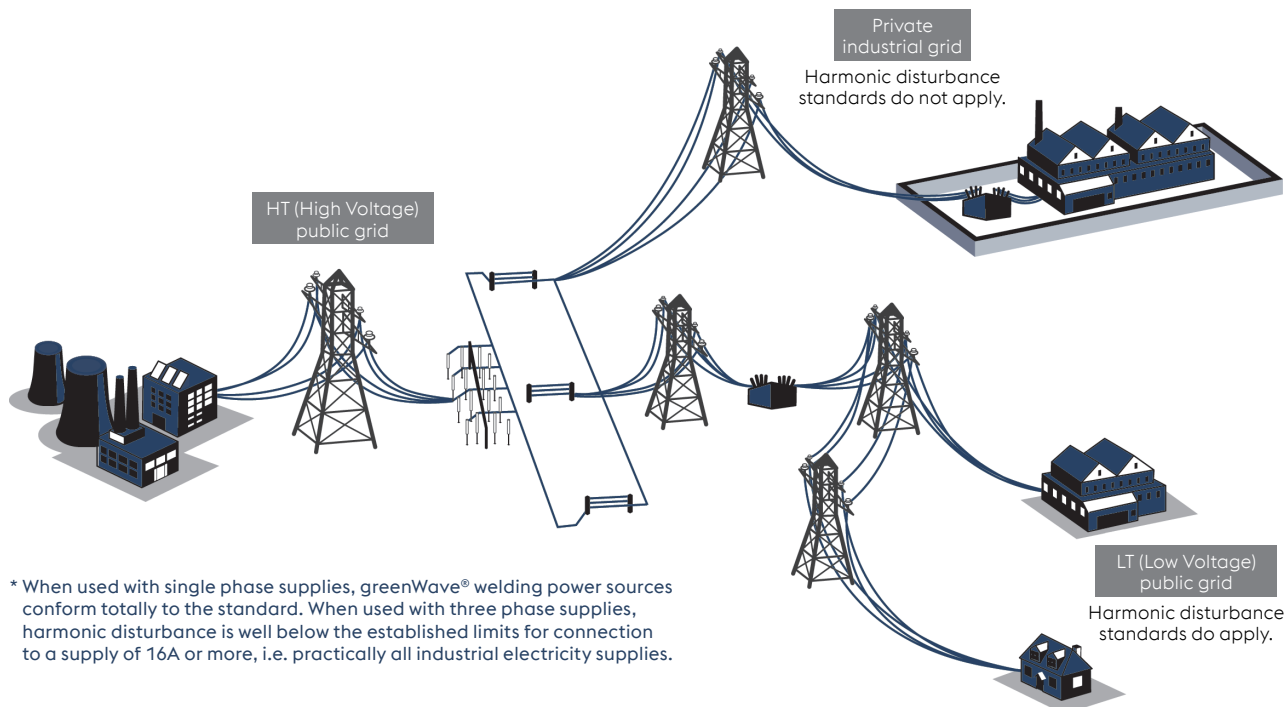 Private
industrial grid
Harmonic disturbance
standards do not apply.
HT (High Voltage)
public grid
* When used with single phase supplies, greenWave® welding power sources
conform totally to the standard. When used with three phase supplies,
harmonic disturbance is well below the established limits for connection
to a supply of 16A or more, i.e. practically all industrial electricity supplies.
LT (Low Voltage)
public grid
Harmonic disturbance
standards do apply.